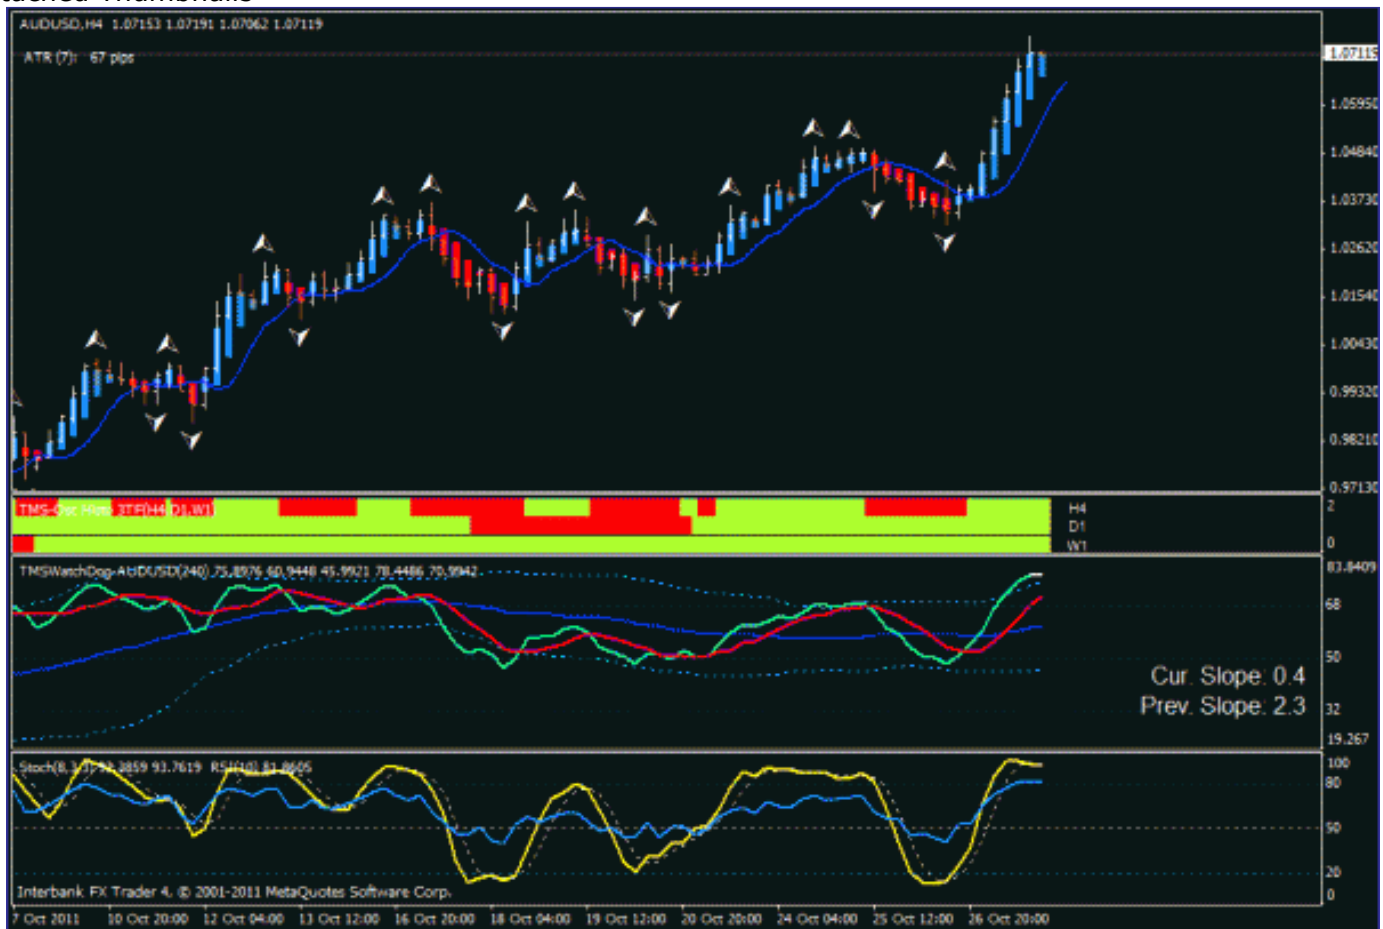 AUDUSD,H4 1.07153 1.07191 1.07062 1.07119
ATR (7): 67 pips
1.07119
1.05950
1.04840
1.03730
1.02620
1.01540
1.00430
0.99320
0.98210
0.97130
TMS-Osc Histo 3TF(H4,D1,W1)
H4
D1
W1
2
0
TMSWatchDog-AUDUSD(240) 75.8976 60.9448 45.9921 78.4486 70.9942
83.8409
68
50
32
19.267
Cur. Slope: 0.4
Prev. Slope: 2.3
Stoch(8,3,3) 93.7619 RSI(10) 81.8605
100
80
50
20
0
Interbank FX Trader 4, © 2001-2011 MetaQuotes Software Corp.
7 Oct 2011 10 Oct 20:00 12 Oct 04:00 13 Oct 12:00 16 Oct 20:00 18 Oct 04:00 19 Oct 12:00 20 Oct 20:00 24 Oct 04:00 25 Oct 12:00 26 Oct 20:00